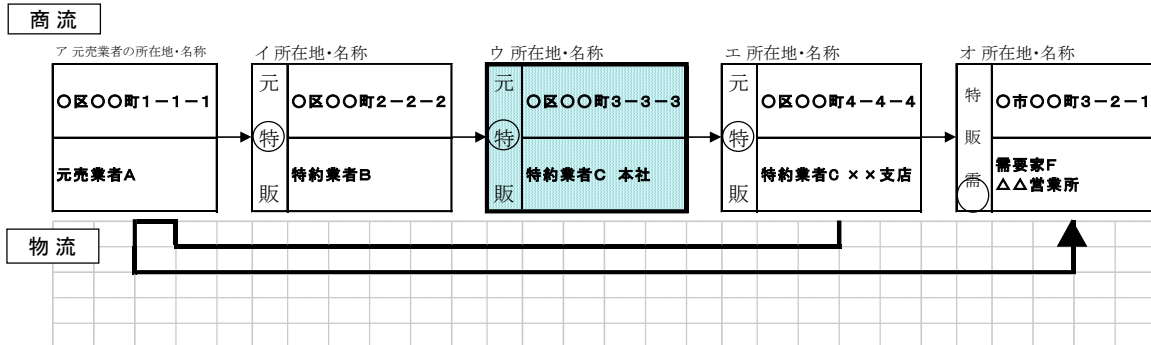 商 流
ア 元売業者の所在地・名称
イ 所在地・名称
ウ 所在地・名称
エ 所在地・名称
オ 所在地・名称
○区○○町1-1-1
元売業者A
元
特
販
○区○○町2-2-2
特約業者B
元
特
販
○区○○町3-3-3
特約業者C 本社
元
特
販
○区○○町4-4-4
特約業者C ××支店
特
販
需
○市○○町3-2-1
需要家F
△△営業所
物 流